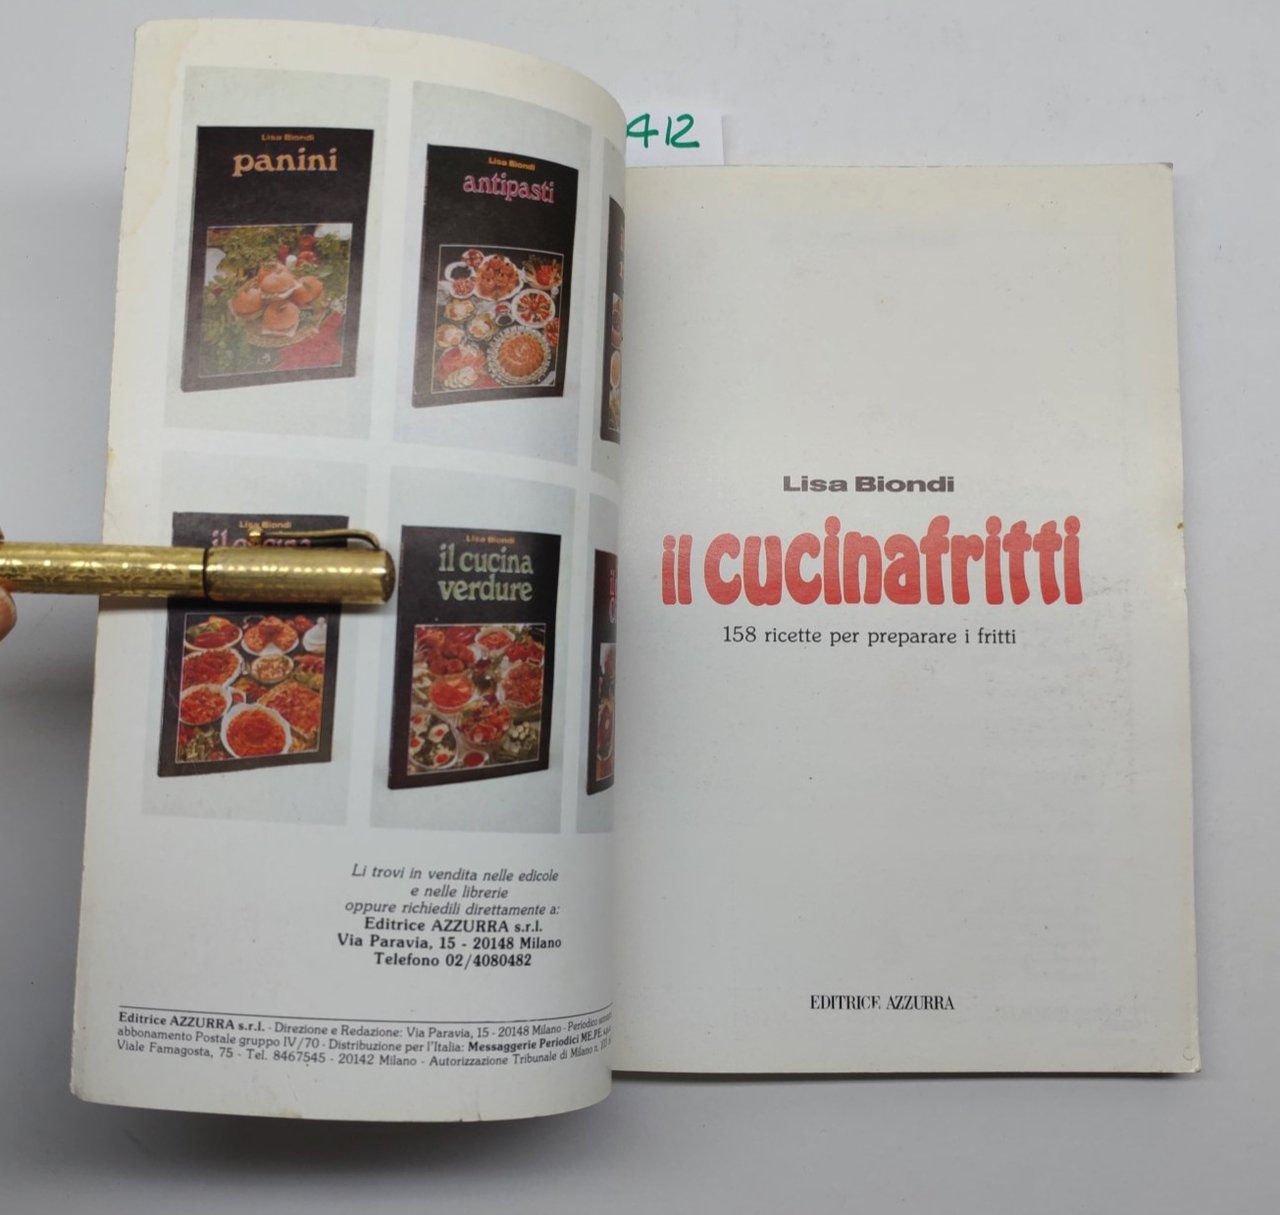 412
Lisa Biondi
panini
Lisa Biondi
antipasti
Lisa Biondi
il cucina
Lisa Biondi
il cucina
verdure
Li trovi in vendita nelle edicole
e nelle librerie
oppure richiedili direttamente a:
Editrice AZZURRA s.r.l.
Via Paravia, 15 - 20148 Milano
Telefono 02/4080482
Editrice AZZURRA s.r.l. - Direzione e Redazione: Via Paravia, 15 - 20148 Milano - Periodico
abbonamento Postale gruppo IV/70 - Distribuzione per l'Italia: Messaggerie Periodici ME.PE.
Viale Famagosta, 75 - Tel. 8467545 - 20142 Milano - Autorizzazione Tribunale di Milano n.
Lisa Biondi
il cucinafritti
158 ricette per preparare i fritti
EDITRICE AZZURRA